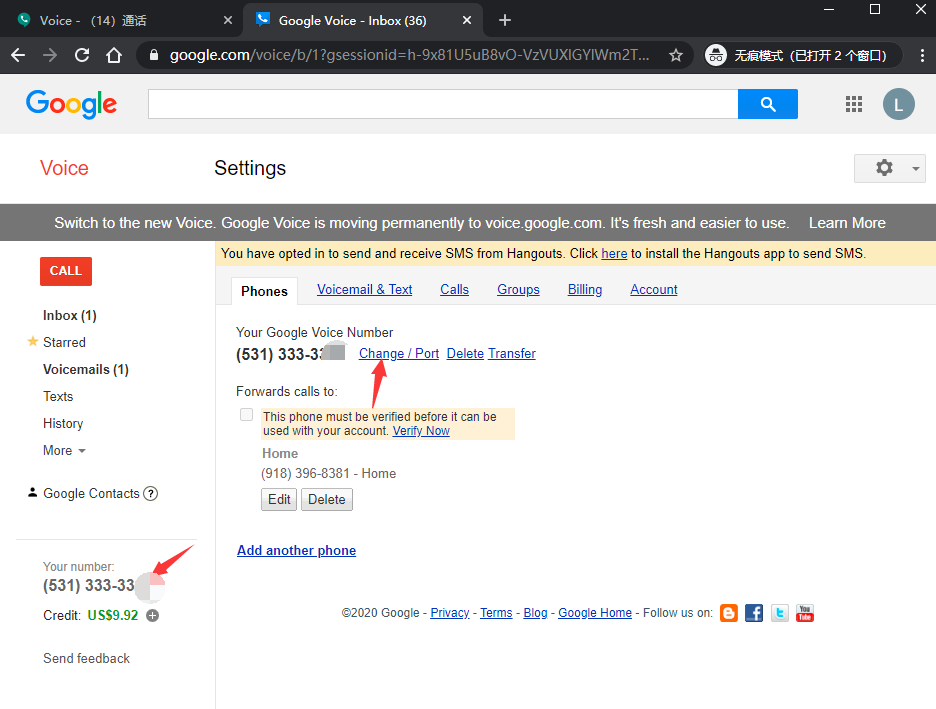 Voice - （14）通话
Google Voice - Inbox (36)
google.com/voice/b/1?gsessionid=h-9x81U5uB8vO-VzVUXlGYlWm2T...
无痕模式（已打开 2 个窗口）
Google
L
Voice
Settings
Switch to the new Voice. Google Voice is moving permanently to voice.google.com. It's fresh and easier to use. Learn More
CALL
Inbox (1)
Starred
Voicemails (1)
Texts
History
More
Google Contacts ?
Your number:
(531) 333-33
Credit: US$9.92
Send feedback
You have opted in to send and receive SMS from Hangouts. Click here to install the Hangouts app to send SMS.
Phones Voicemail & Text Calls Groups Billing Account
Your Google Voice Number
(531) 333-33 Change / Port Delete Transfer
Forwards calls to:
This phone must be verified before it can be
used with your account. Verify Now
Home
(918) 396-8381 - Home
Edit Delete
Add another phone
©2020 Google - Privacy - Terms - Blog - Google Home - Follow us on:
You
Tube